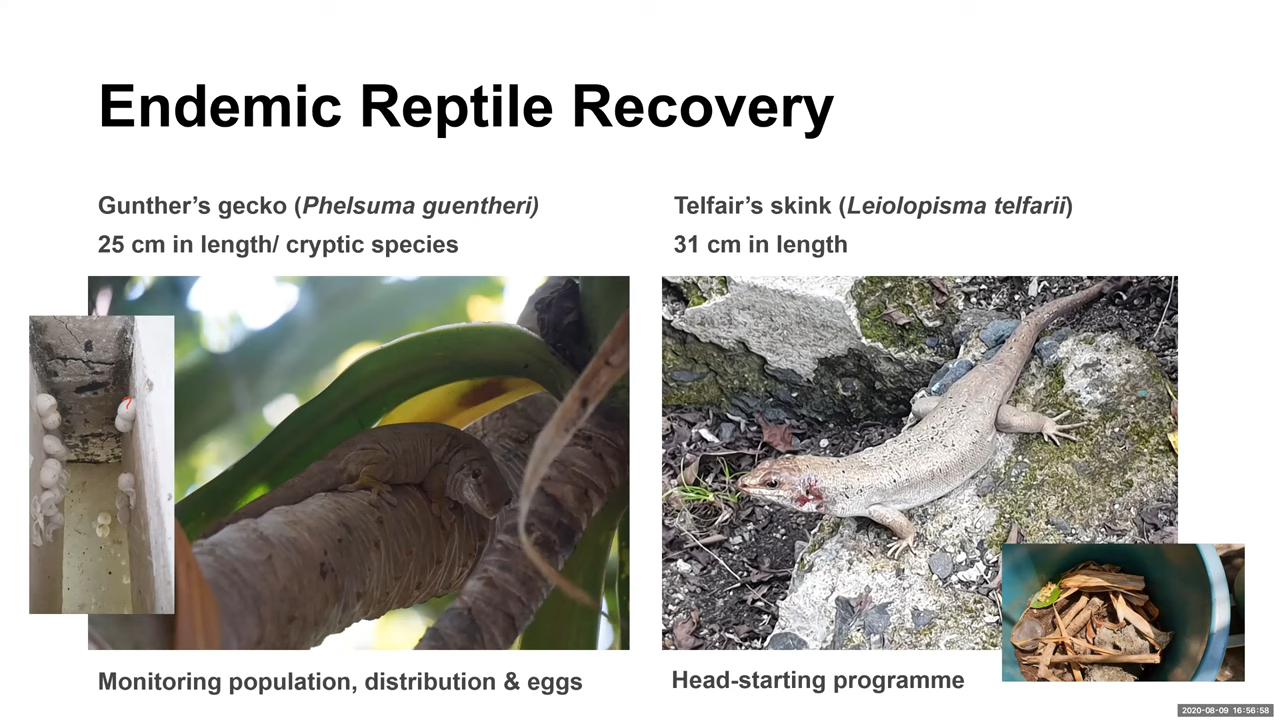 Endemic Reptile Recovery
Gunther’s gecko (Phelsuma guentheri)
25 cm in length/ cryptic species
Telfair’s skink (Leiolopisma telfarii)
31 cm in length
Monitoring population, distribution & eggs
Head-starting programme
2020-08-09 16:56:58